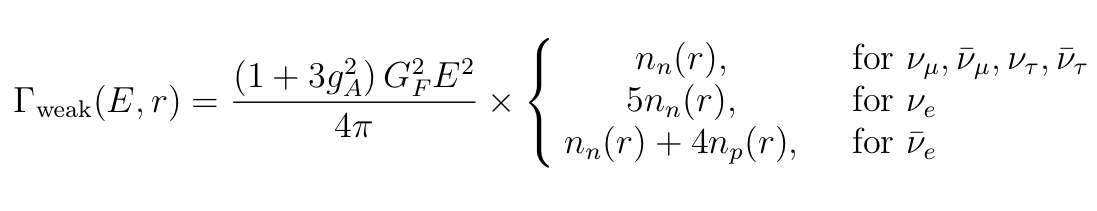 Γ_weak(E, r) = \frac{(1 + 3g_A^2) G_F^2 E^2}{4π} × {
n_n(r), for ν_μ, ν̄_μ, ν_τ, ν̄_τ
5n_n(r), for ν_e
n_n(r) + 4n_p(r), for ν̄_e